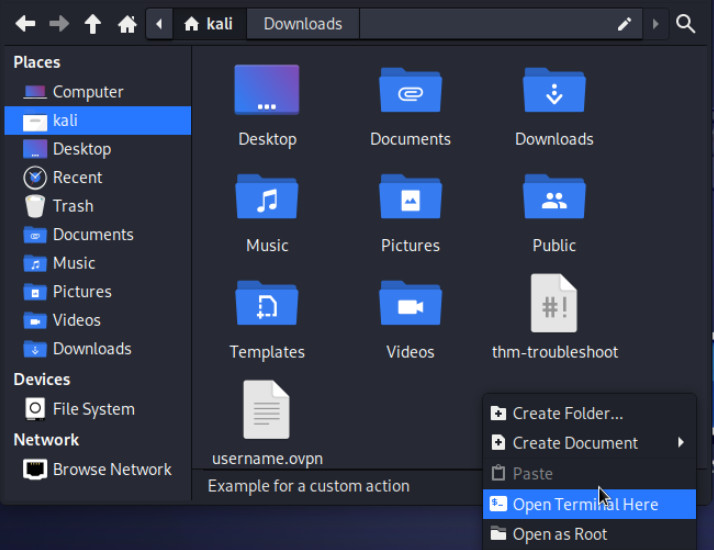 kali
Downloads
Places
Computer
kali
Desktop
Recent
Trash
Documents
Music
Pictures
Videos
Downloads
Devices
File System
Network
Browse Network
Desktop
Documents
Downloads
Music
Pictures
Public
Templates
Videos
#!
thm-troubleshoot
username.ovpn
Example for a custom action
Create Folder...
Create Document
Paste
$_
Open Terminal Here
Open as Root